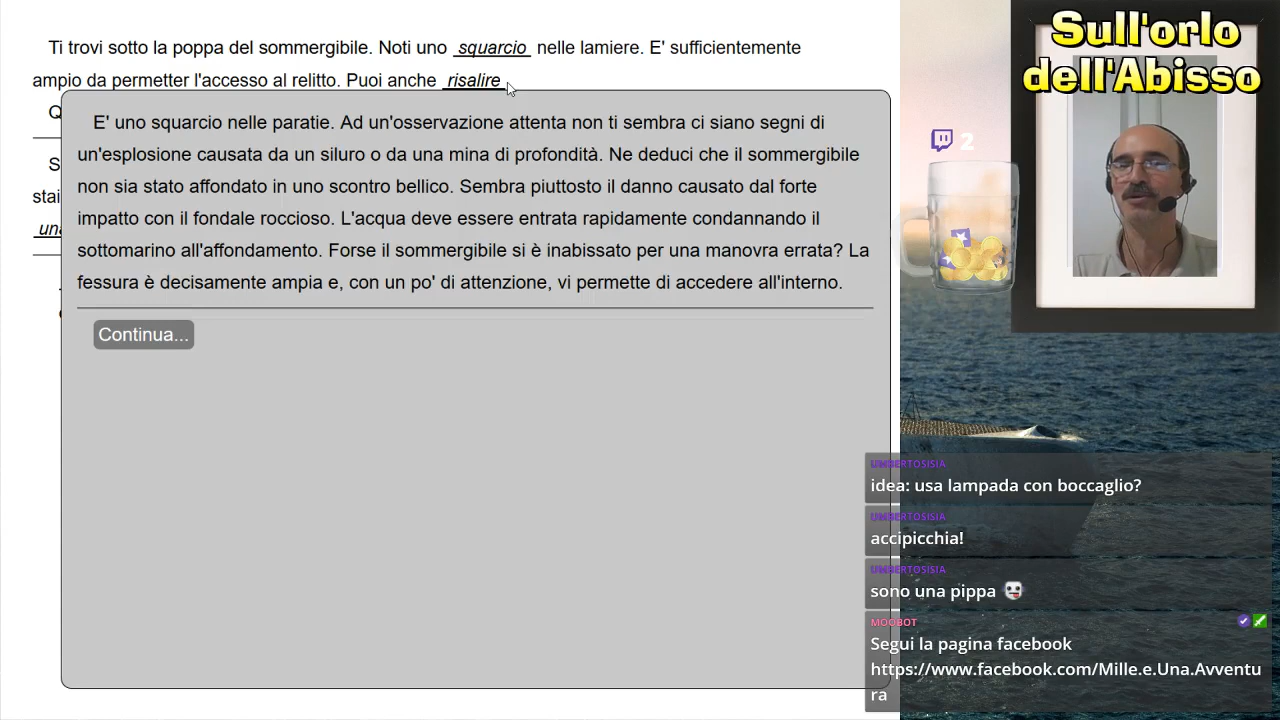 Ti trovi sotto la poppa del sommergibile. Noti uno squarcio nelle lamiere. E' sufficientemente
ampio da permetter l'accesso al relitto. Puoi anche risalire
E' uno squarcio nelle paratie. Ad un'osservazione attenta non ti sembra ci siano segni di
un'esplosione causata da un siluro o da una mina di profondità. Ne deduci che il sommergibile
non sia stato affondato in uno scontro bellico. Sembra piuttosto il danno causato dal forte
impatto con il fondale roccioso. L'acqua deve essere entrata rapidamente condannando il
sottomarino all'affondamento. Forse il sommergibile si è inabissato per una manovra errata? La
fessura è decisamente ampia e, con un po' di attenzione, vi permette di accedere all'interno.
Continua...
Sull'orlo
dell'Abisso
2
UMBERTOSISIA
idea: usa lampada con boccaglio?
UMBERTOSISIA
accipicchia!
UMBERTOSISIA
sono una pippa
MOOBOT
Segui la pagina facebook
https://www.facebook.com/Mille.e.Una.Avventu
ra